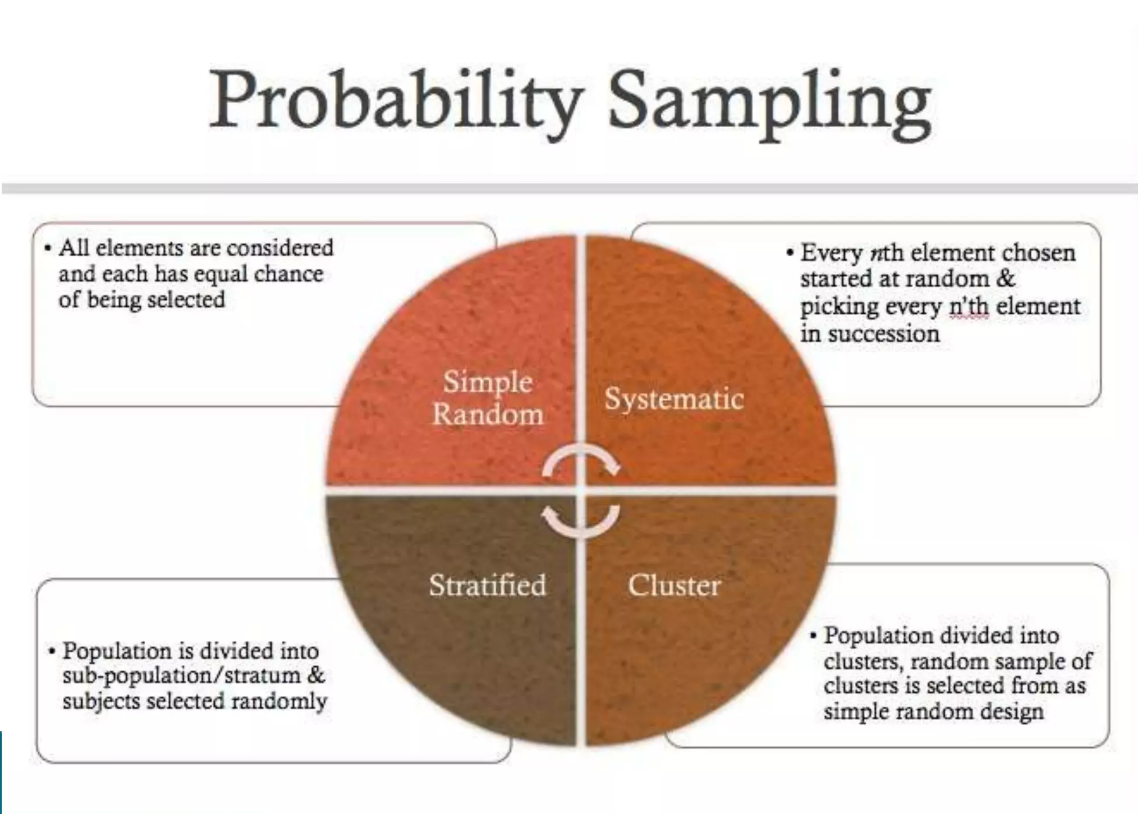 Probability Sampling
• All elements are considered
and each has equal chance
of being selected
• Every nth element chosen
started at random &
picking every n'th element
in succession
Simple
Random
Systematic
Stratified
Cluster
• Population is divided into
sub-population/stratum &
subjects selected randomly
• Population divided into
clusters, random sample of
clusters is selected from as
simple random design